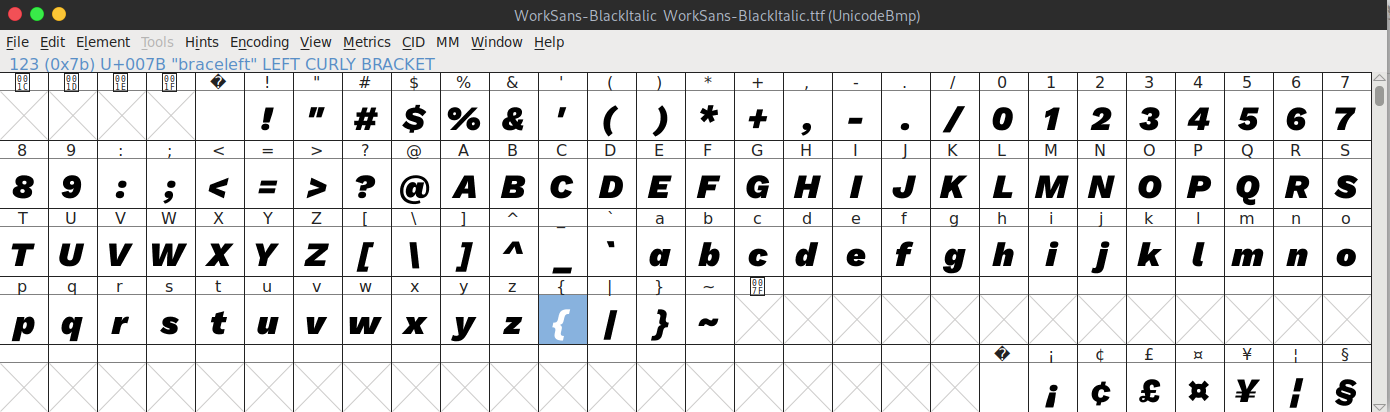 WorkSans-BlackItalic WorkSans-BlackItalic.ttf (UnicodeBmp)
File Edit Element Tools Hints Encoding View Metrics CID MM Window Help
123 (0x7b) U+007B "braceleft" LEFT CURLY BRACKET
001C 001D 001E 001F � ! " # $ % & ' ( ) * + , - . / 0 1 2 3 4 5 6 7
! " # $ % & ' ( ) * + , - . / 0 1 2 3 4 5 6 7
8 9 : ; < = > ? @ A B C D E F G H I J K L M N O P Q R S
8 9 : ; < = > ? @ A B C D E F G H I J K L M N O P Q R S
T U V W X Y Z [ \ ] ^ _ ` a b c d e f g h i j k l m n o
T U V W X Y Z [ \ ] ^ _ ` a b c d e f g h i j k l m n o
p q r s t u v w x y z { | } ~ 007F
p q r s t u v w x y z { | } ~
� ¡ ¢ £ ¤ ¥ ¦ §
¡ ¢ £ ¤ ¥ ¦ §